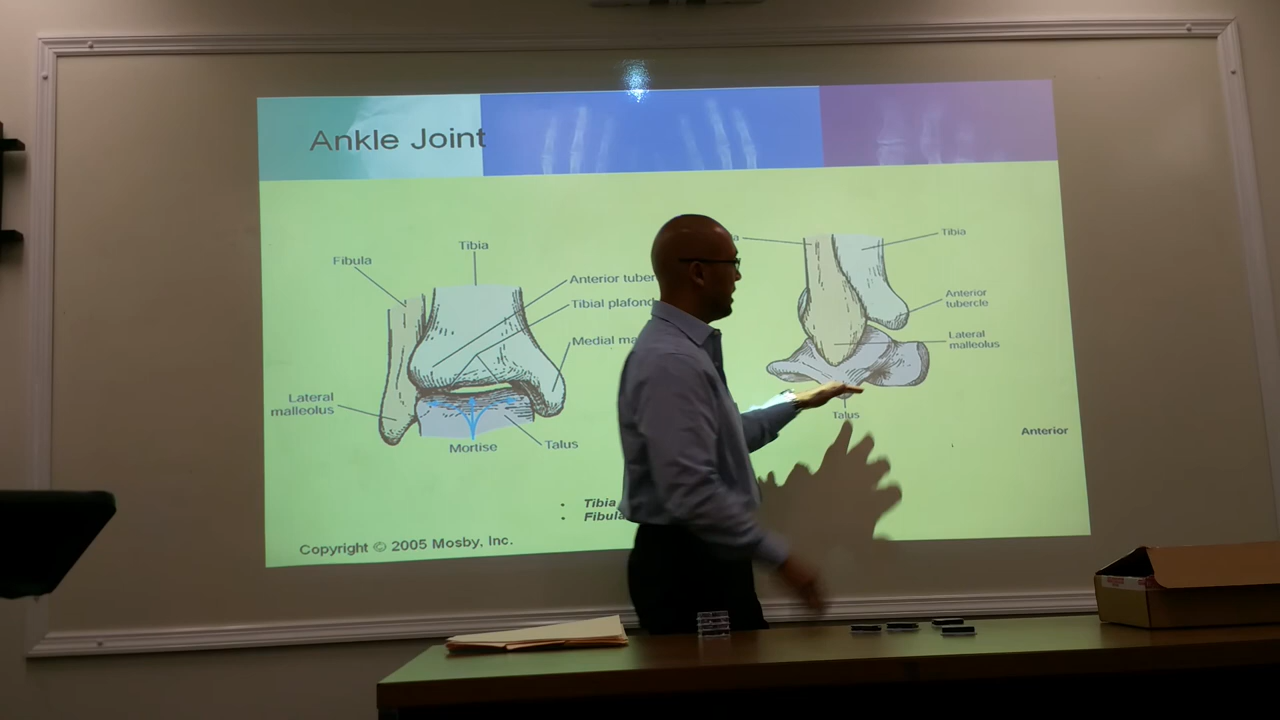 Ankle Joint
Tibia
Fibula
Anterior tuber
Tibial plafond
Medial ma
Lateral
malleolus
Mortise
Talus
Tibia
Anterior
tubercle
Lateral
malleolus
Talus
Anterior
• Tibia
• Fibula
Copyright © 2005 Mosby, Inc.